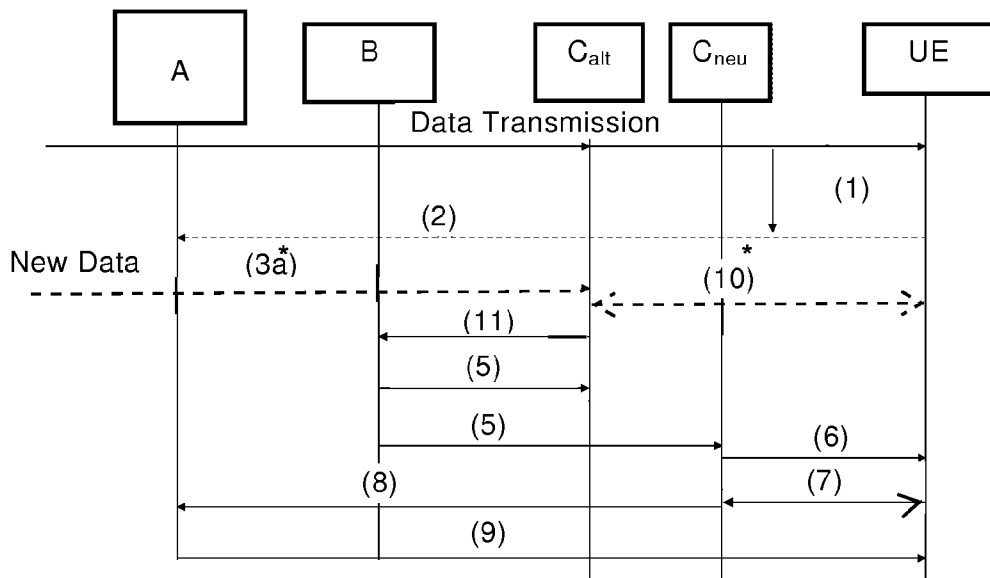 A B C_alt C_neu UE
Data Transmission
(1)
(2)
New Data (3a*) (10)*
(11)
(5)
(5) (6)
(8) (7)
(9)